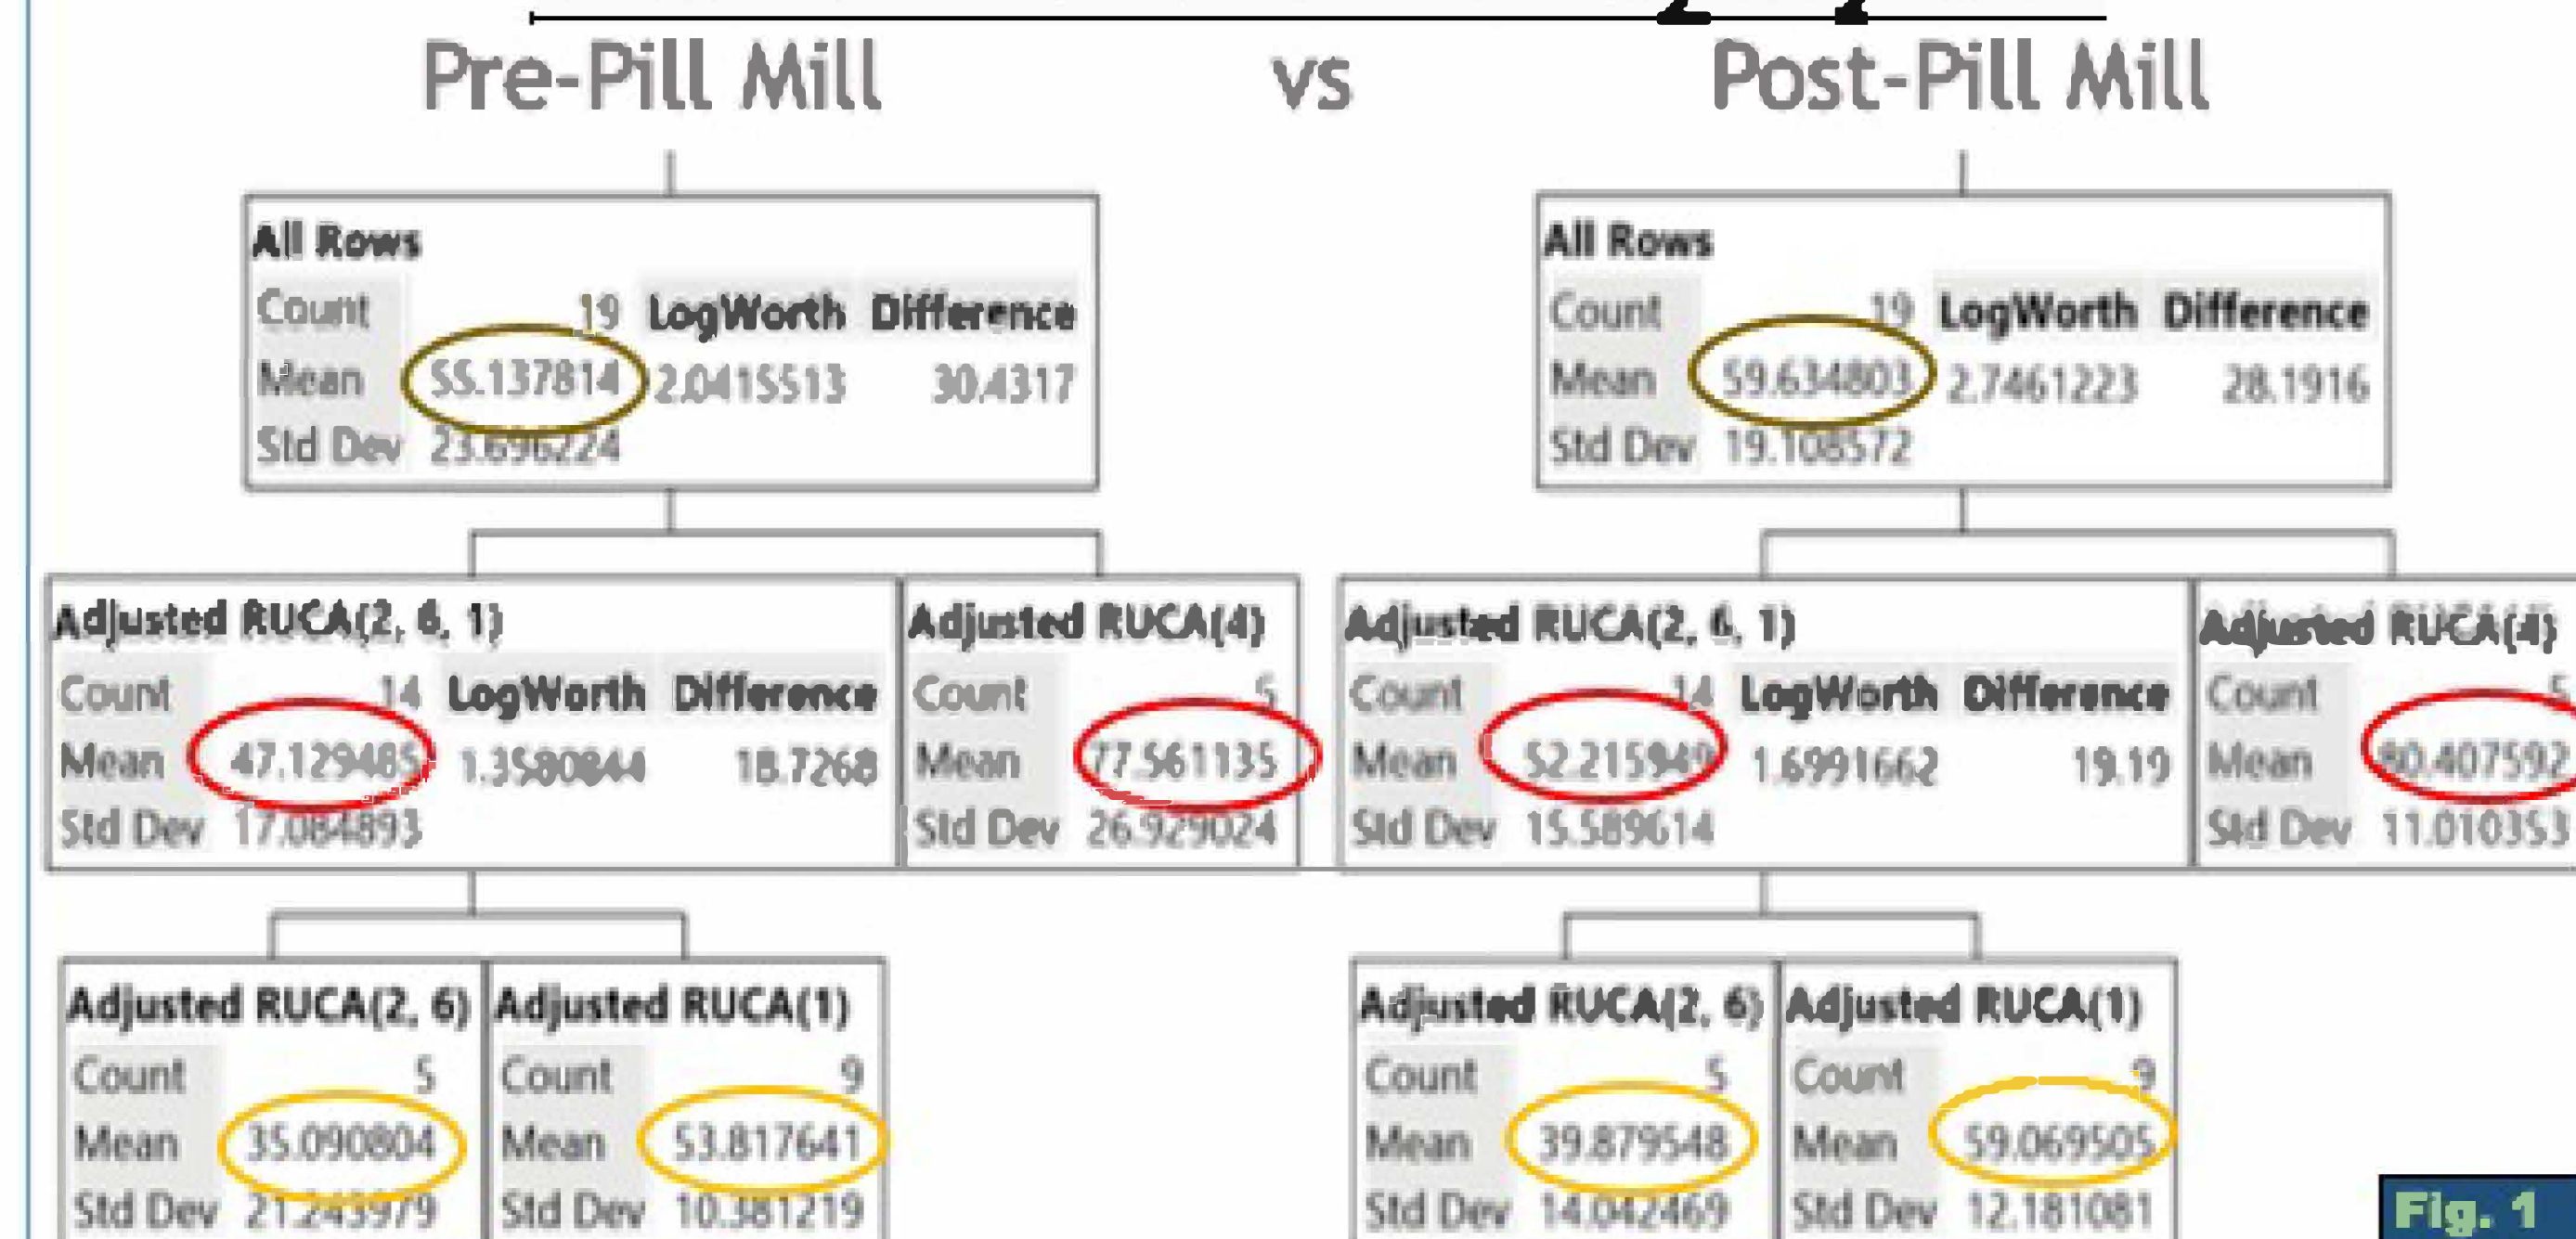 Pre-Pill Mill vs Post-Pill Mill
All Rows
Count 19 LogWorth Difference
Mean 55.137814 2.0415513 30.4317
Std Dev 23.696224
All Rows
Count 19 LogWorth Difference
Mean 59.634803 2.7461223 28.1916
Std Dev 19.108572
Adjusted RUCA(2, 6, 1)
Count 14 LogWorth Difference
Mean 47.129485 1.3580844 18.7268
Std Dev 17.084893
Adjusted RUCA(4)
Count 5
Mean 77.561135
Std Dev 26.929024
Adjusted RUCA(2, 6, 1)
Count 14 LogWorth Difference
Mean 52.215949 1.6991662 19.19
Std Dev 15.589614
Adjusted RUCA(4)
Count 5
Mean 80.407592
Std Dev 11.010353
Adjusted RUCA(2, 6)
Count 5
Mean 35.090804
Std Dev 21.243979
Adjusted RUCA(1)
Count 9
Mean 53.817641
Std Dev 10.381219
Adjusted RUCA(2, 6)
Count 5
Mean 39.879548
Std Dev 14.042469
Adjusted RUCA(1)
Count 9
Mean 59.069505
Std Dev 12.181081
Fig. 1